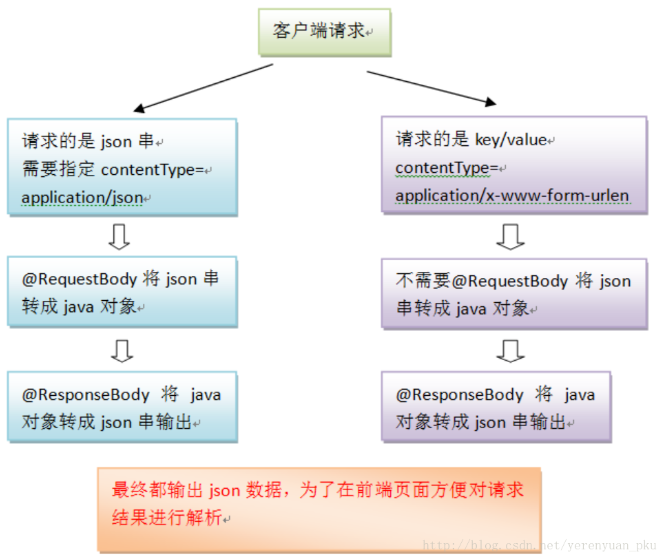 客户端请求
请求的是 json 串
需要指定 contentType=
application/json
请求的是 key/value
contentType=
application/x-www-form-urlen
@RequestBody 将 json 串
转成 java 对象
不需要@RequestBody 将 json
串转成 java 对象
@ResponseBody 将 java
对象转成 json 串输出
@ResponseBody 将 java
对象转成 json 串输出
最终都输出 json 数据，为了在前端页面方便对请求
结果进行解析
http://blog.csdn.net/yerenyuan_pku